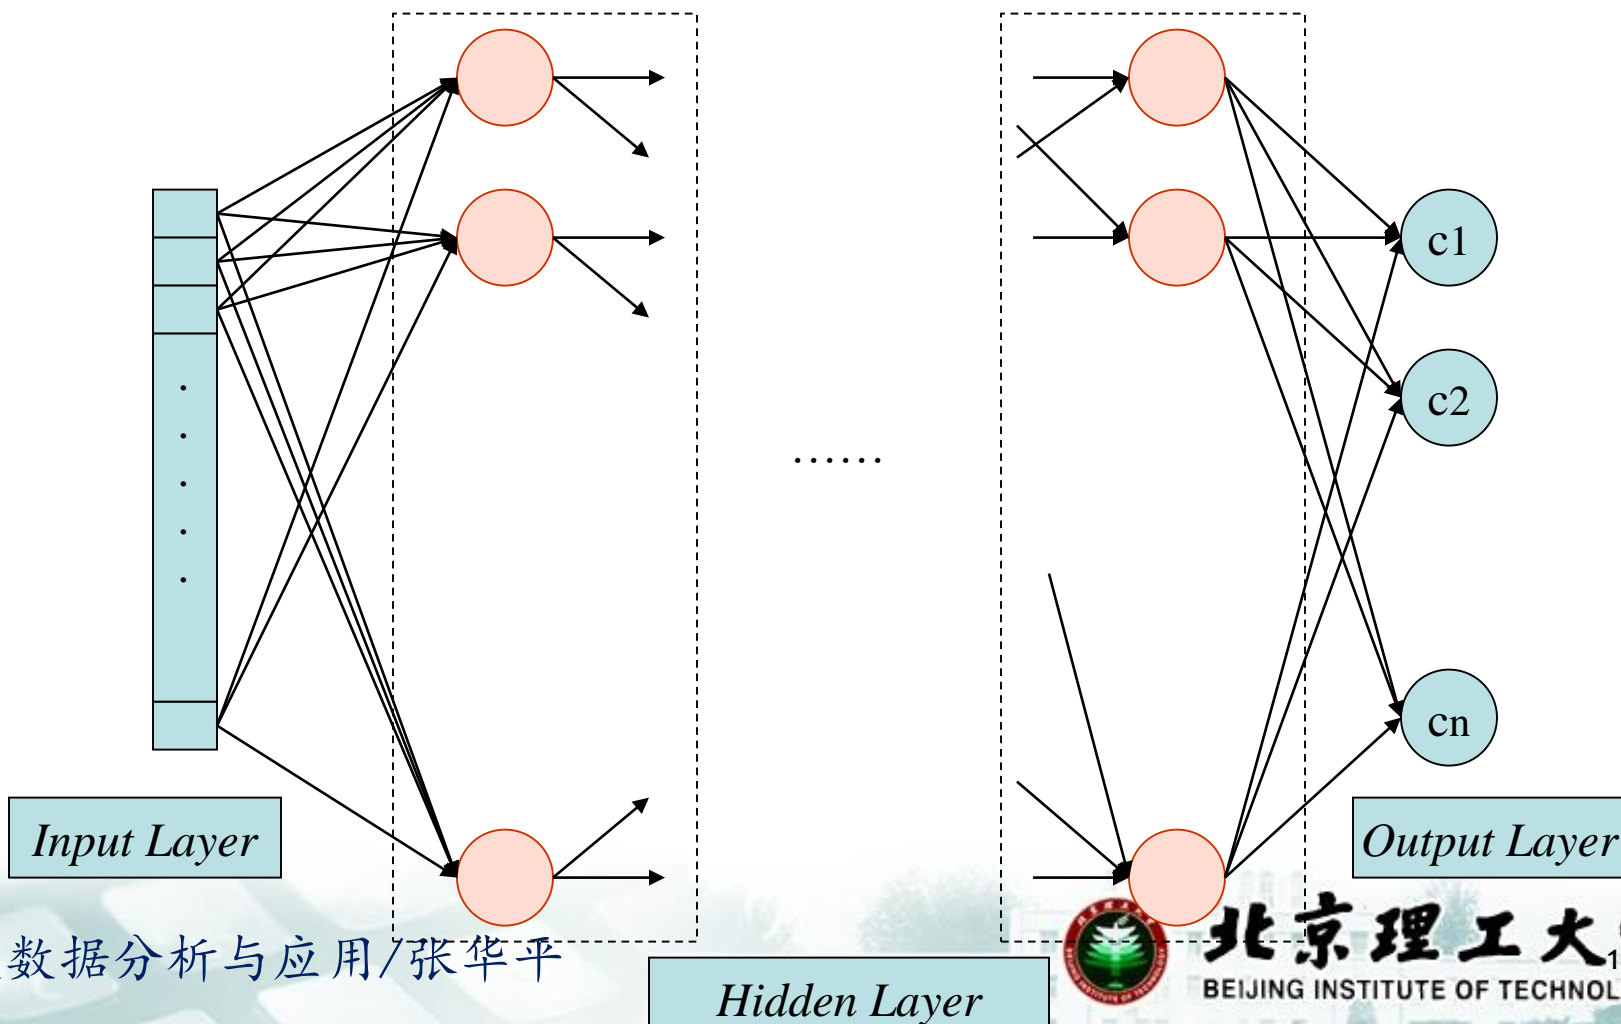 c1
c2
……
cn
Input Layer
Output Layer
数据分析与应用/张华平
Hidden Layer
北京理工大
BEIJING INSTITUTE OF TECHNOL
1